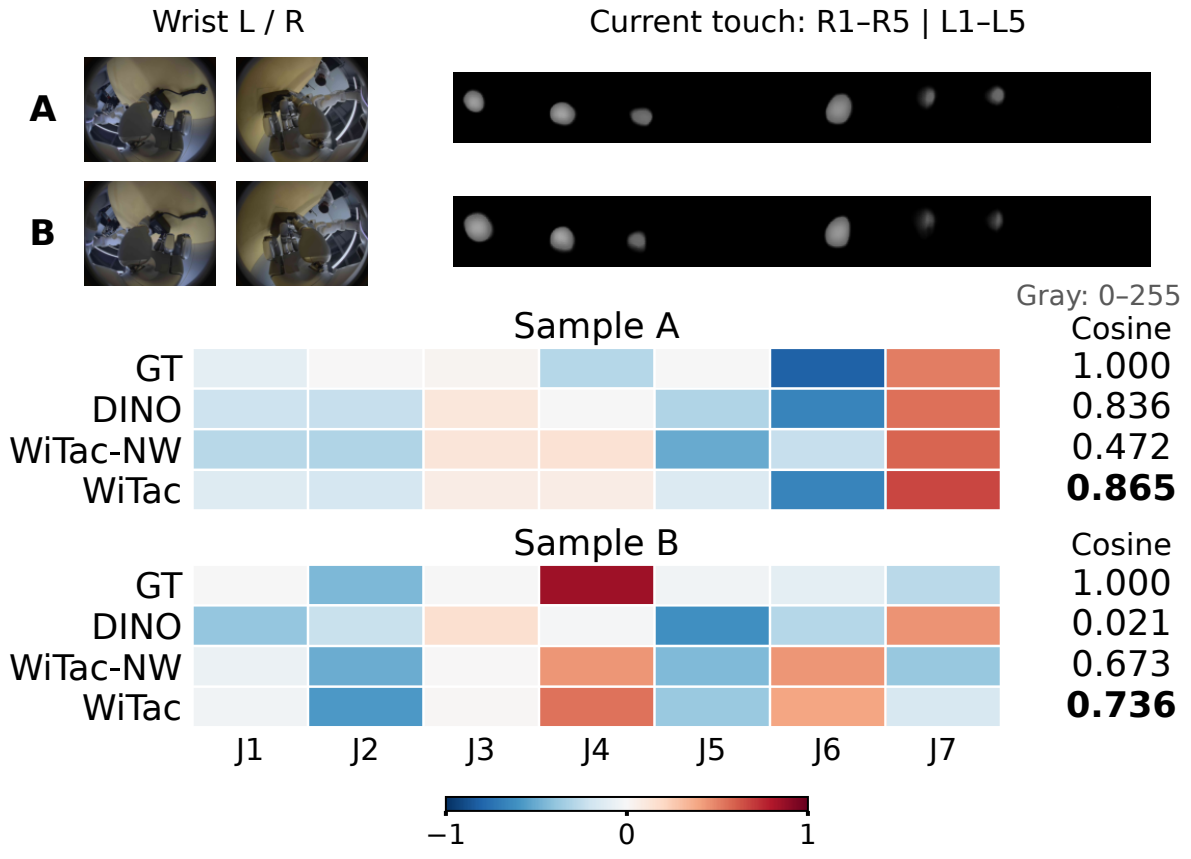 Wrist L / R
Current touch: R1–R5 | L1–L5
A
B
Gray: 0–255
Sample A
Cosine
GT 1.000
DINO 0.836
WiTac-NW 0.472
WiTac 0.865
Sample B
Cosine
GT 1.000
DINO 0.021
WiTac-NW 0.673
WiTac 0.736
J1 J2 J3 J4 J5 J6 J7
−1 0 1